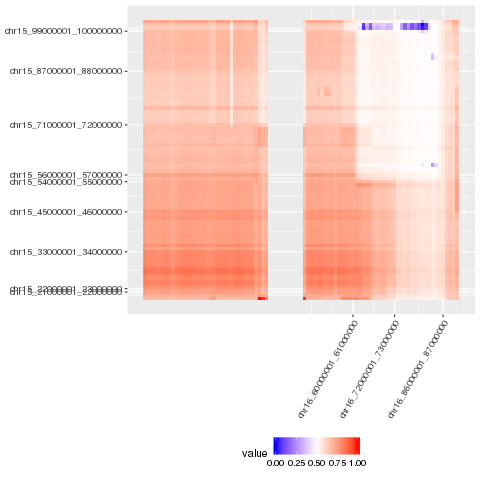 chr15_99000001_100000000
chr15_87000001_88000000
chr15_71000001_72000000
chr15_56000001_57000000
chr15_54000001_55000000
chr15_45000001_46000000
chr15_33000001_34000000
chr15_21000001_22000000
chr16_60000001_61000000
chr16_72000001_73000000
chr16_86000001_87000000
value
0.00 0.25 0.50 0.75 1.00